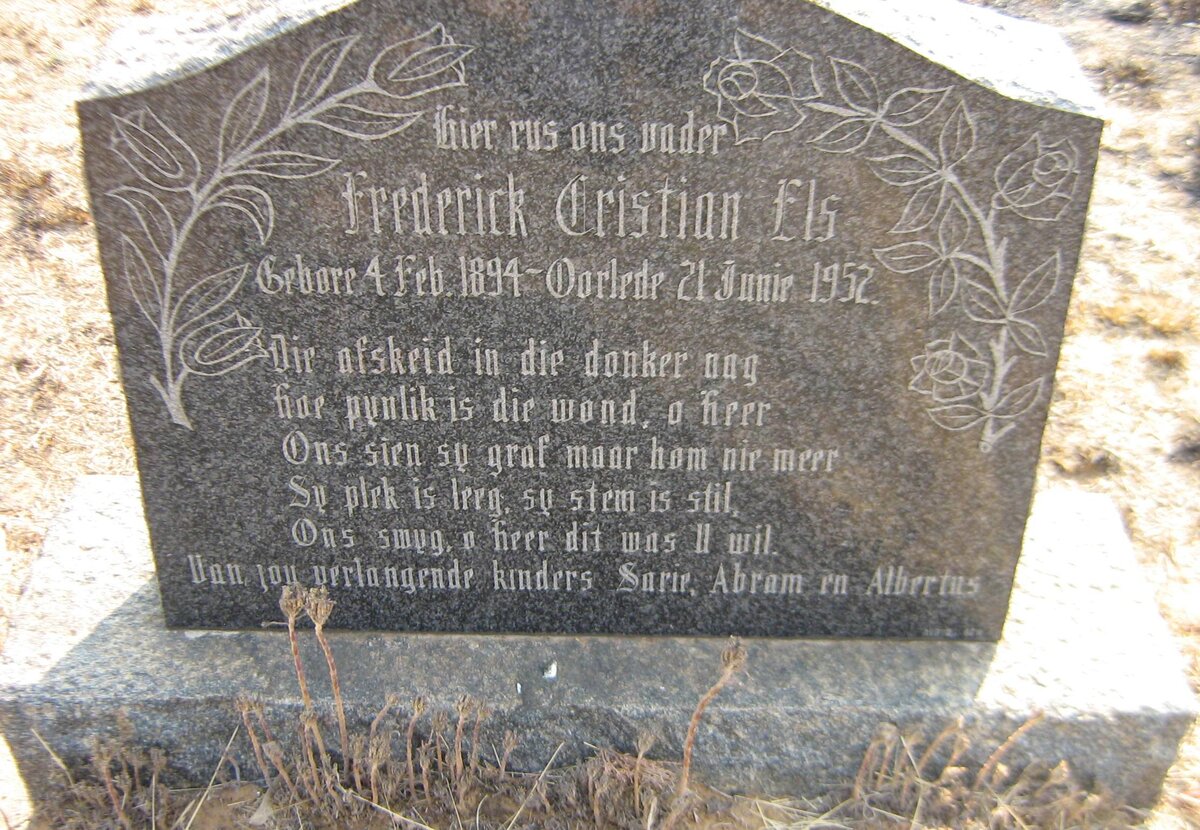 Hier rus ons vader
Frederick Cristian Els
Gebore 4 Feb. 1894 - Oorlede 21 Junie 1952.
Die afskeid in die donker nag
hoe pynlik is die wond, o Heer
Ons sien sy graf maar hom nie meer
Sy plek is leeg, sy stem is stil,
Ons swyg, o Heer dit was U wil.
Van jou verlangende kinders Sarie, Abram en Albertus